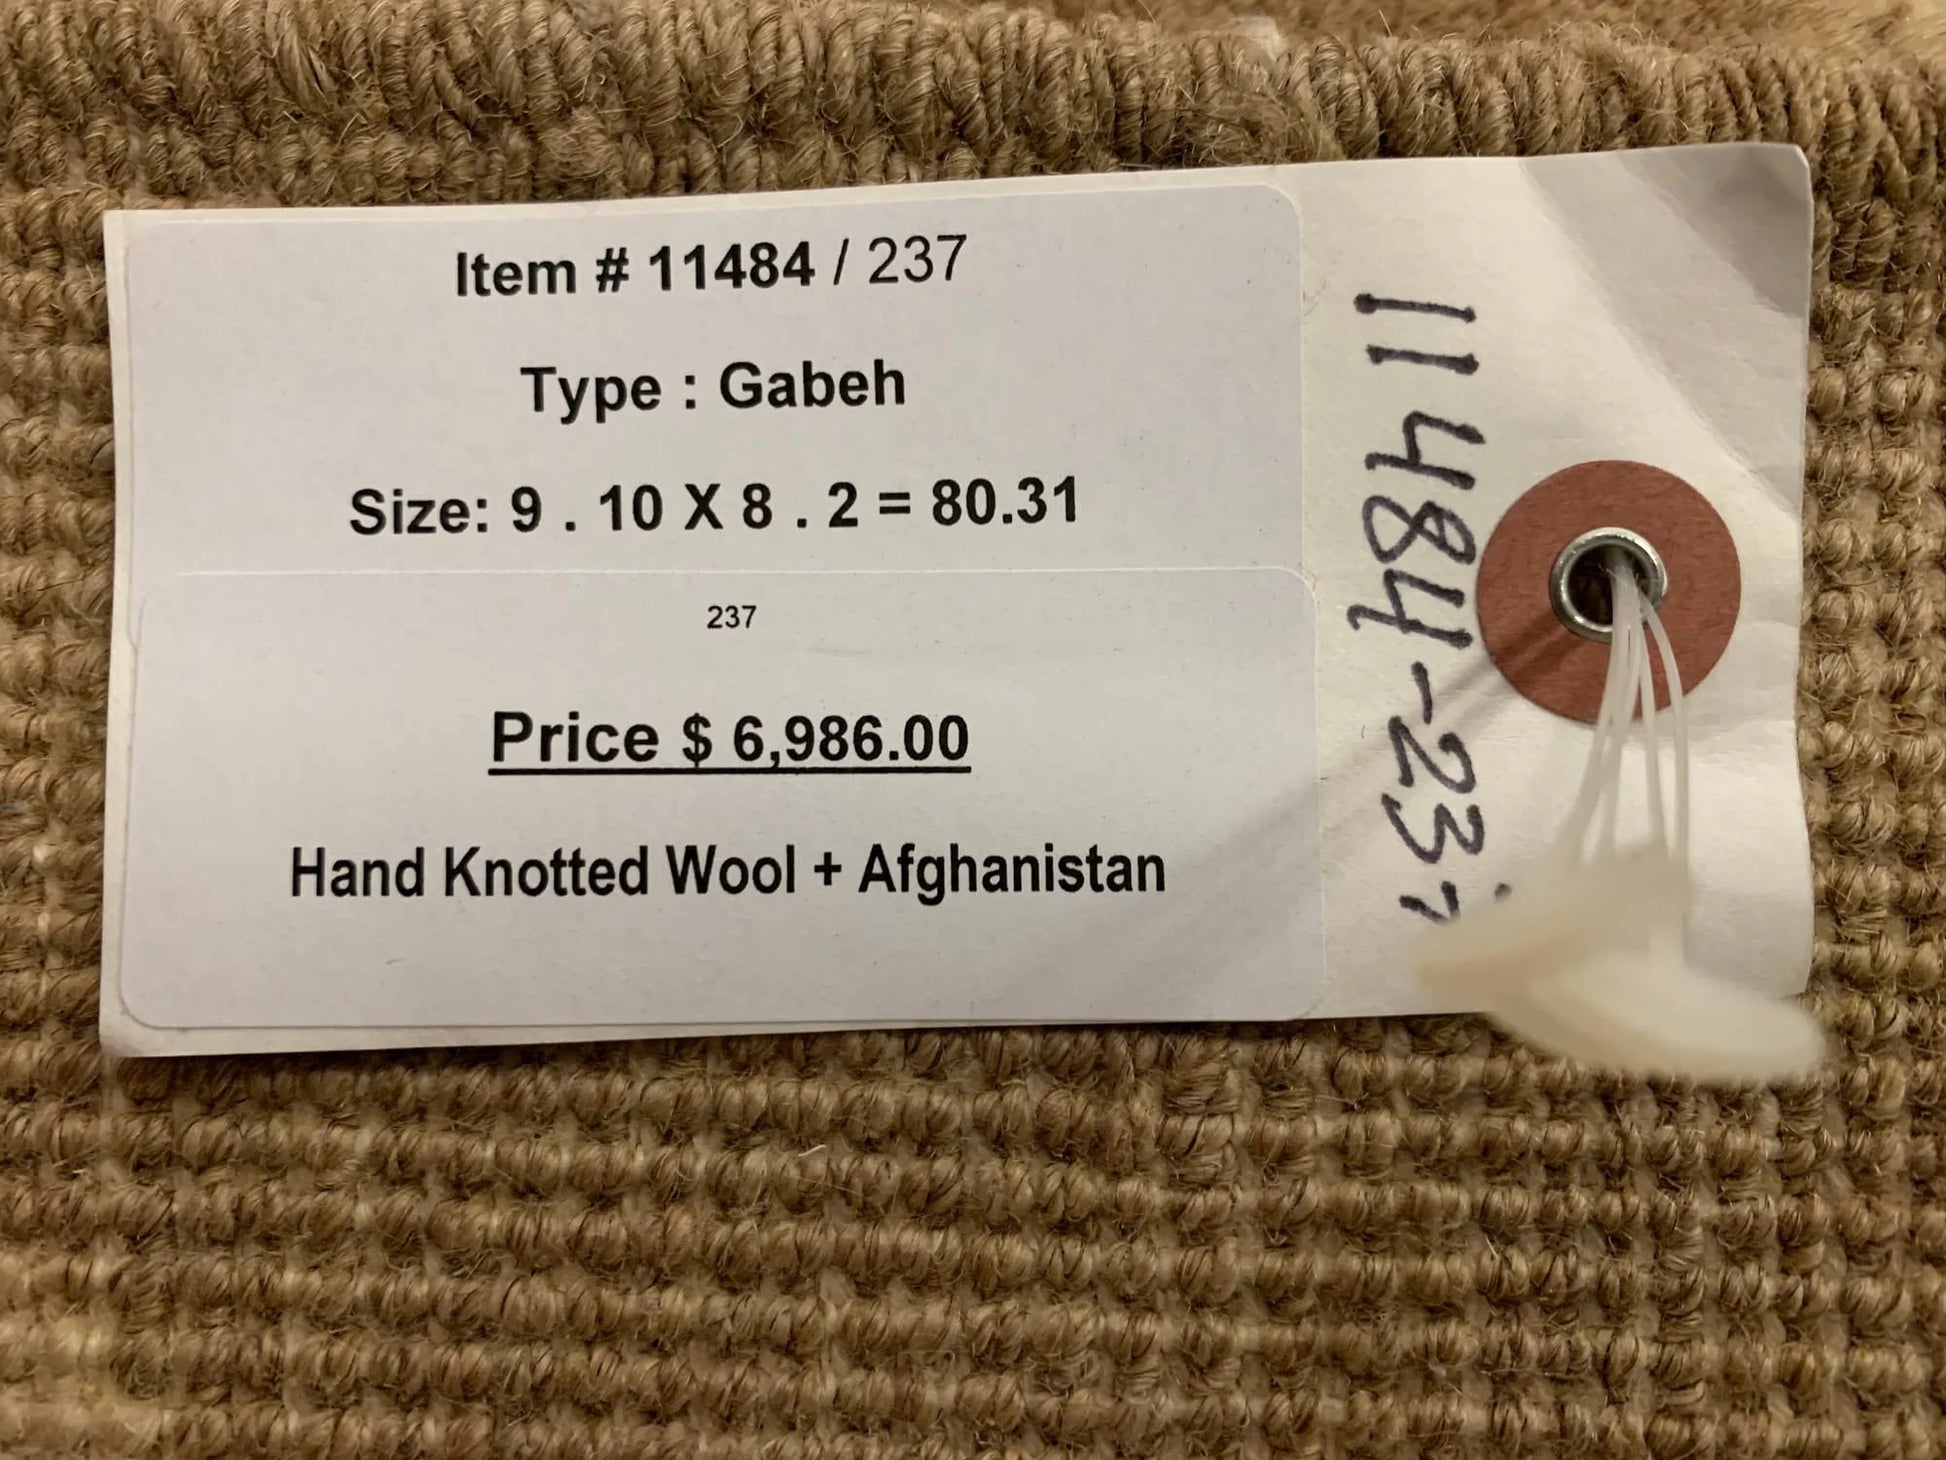 Item # 11484 / 237
Type : Gabeh
Size: 9 . 10 X 8 . 2 = 80.31
237
Price $ 6,986.00
Hand Knotted Wool + Afghanistan
11484-237